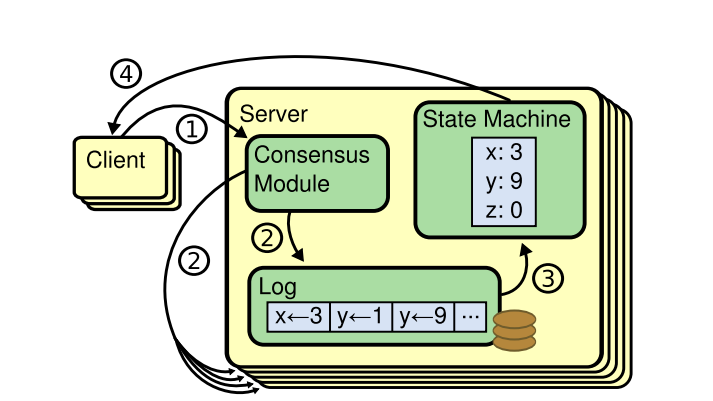 ④
①
Server
State Machine
Client
Consensus
Module
x: 3
y: 9
z: 0
②
②
③
Log
x←3 y←1 y←9 ···